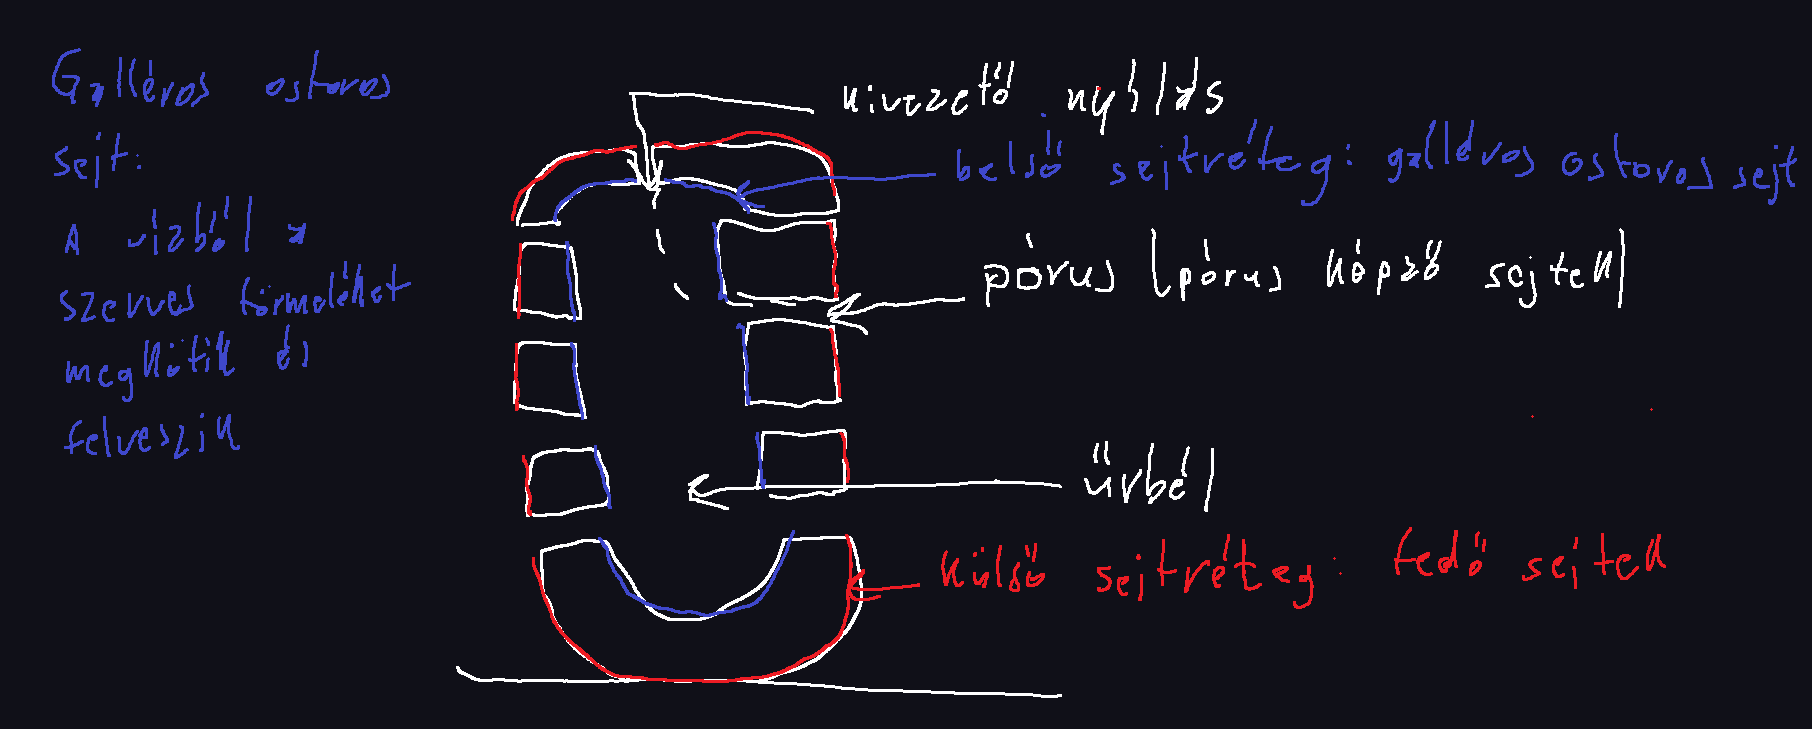 Galléros ostoros
sejt:
A vízből a
szerves törmeléket
megkötik és
felveszik
kivezető nyílás
belső sejtréteg: galléros ostoros sejt
pórus (pórus képző sejtek)
űrbél
külső sejtréteg: fedő sejtek